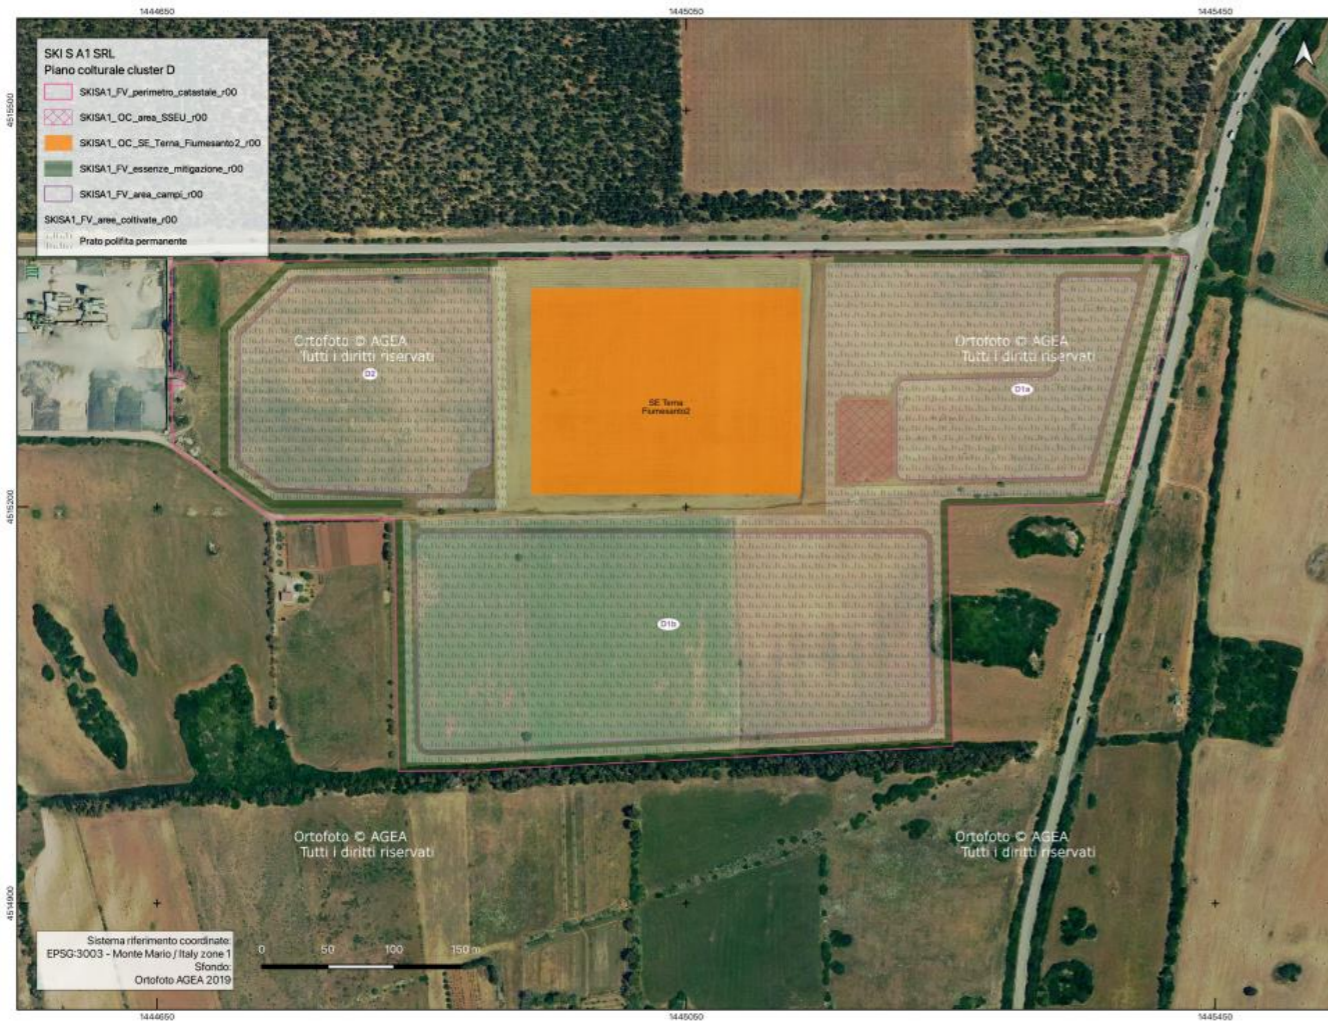 1444650
1445050
1445450
SKI S A1 SRL
Piano colturale cluster D
SKISA1_FV_perimetro_catastale_r00
SKISA1_OC_area_SSEU_r00
SKISA1_OC_SE_Terna_Fiumesanto2_r00
SKISA1_FV_essenze_mitigazione_r00
SKISA1_FV_area_campi_r00
SKISA1_FV_aree_coltivate_r00
Prato polifita permanente
4515500
Ortofoto © AGEA
Tutti i diritti riservati
D2
Ortofoto © AGEA
Tutti i diritti riservati
D1a
SE Terna
Fiumesanto2
4515200
D1b
Ortofoto © AGEA
Tutti i diritti riservati
Ortofoto © AGEA
Tutti i diritti riservati
4514900
Sistema riferimento coordinate:
EPSG:3003 - Monte Mario / Italy zone 1
Sfondo:
Ortofoto AGEA 2019
0 50 100 150 m
1444650
1445050
1445450